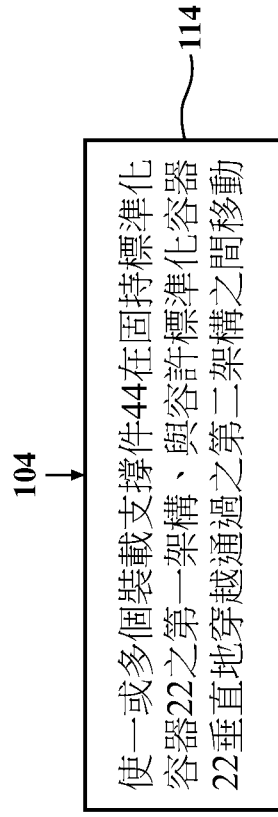 104
使一或多個裝載支撐件44在固持標準化
容器22之第一架構、與容許標準化容器
22垂直地穿越通過之第二架構之間移動
114